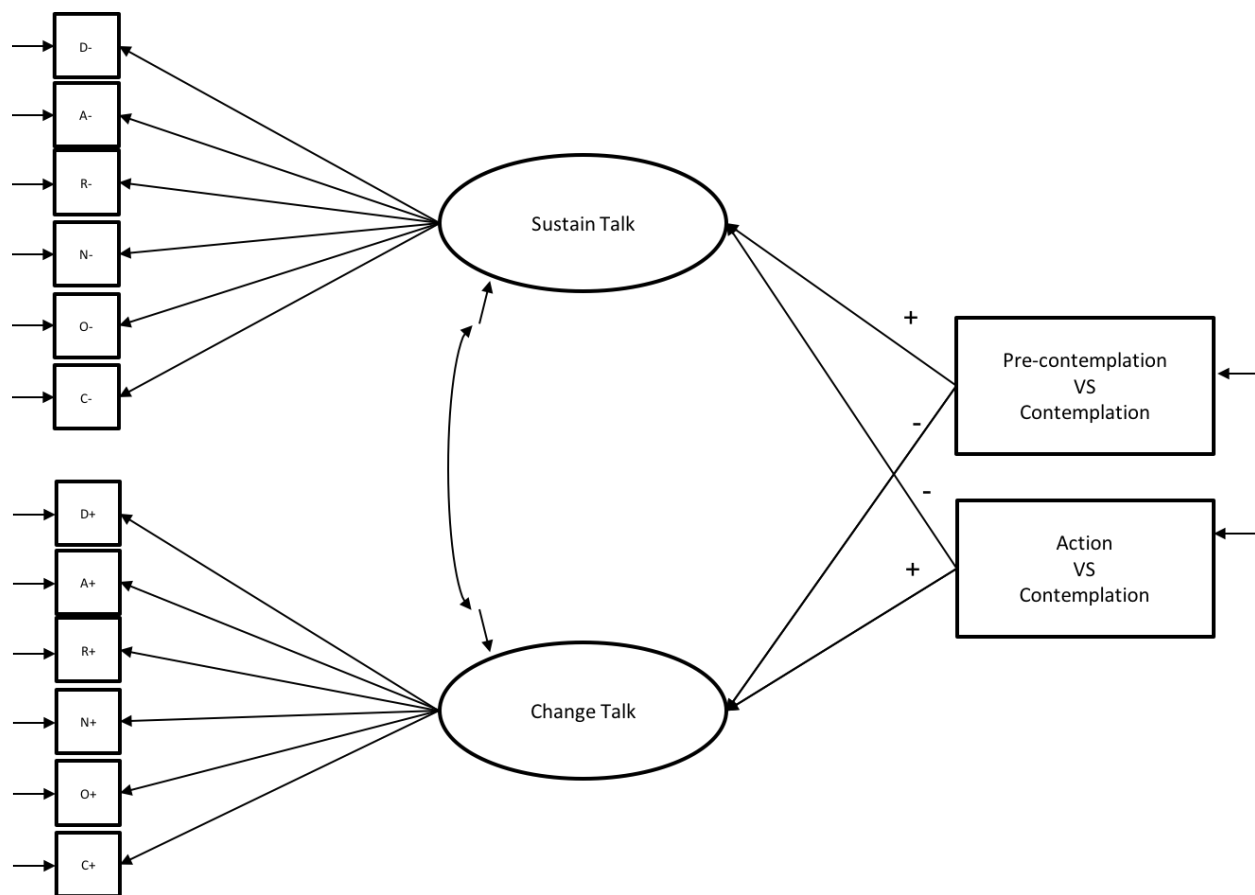 D-
A-
R-
N-
O-
C-
D+
A+
R+
N+
O+
C+
Sustain Talk
Change Talk
+
-
-
+
Pre-contemplation
VS
Contemplation
Action
VS
Contemplation